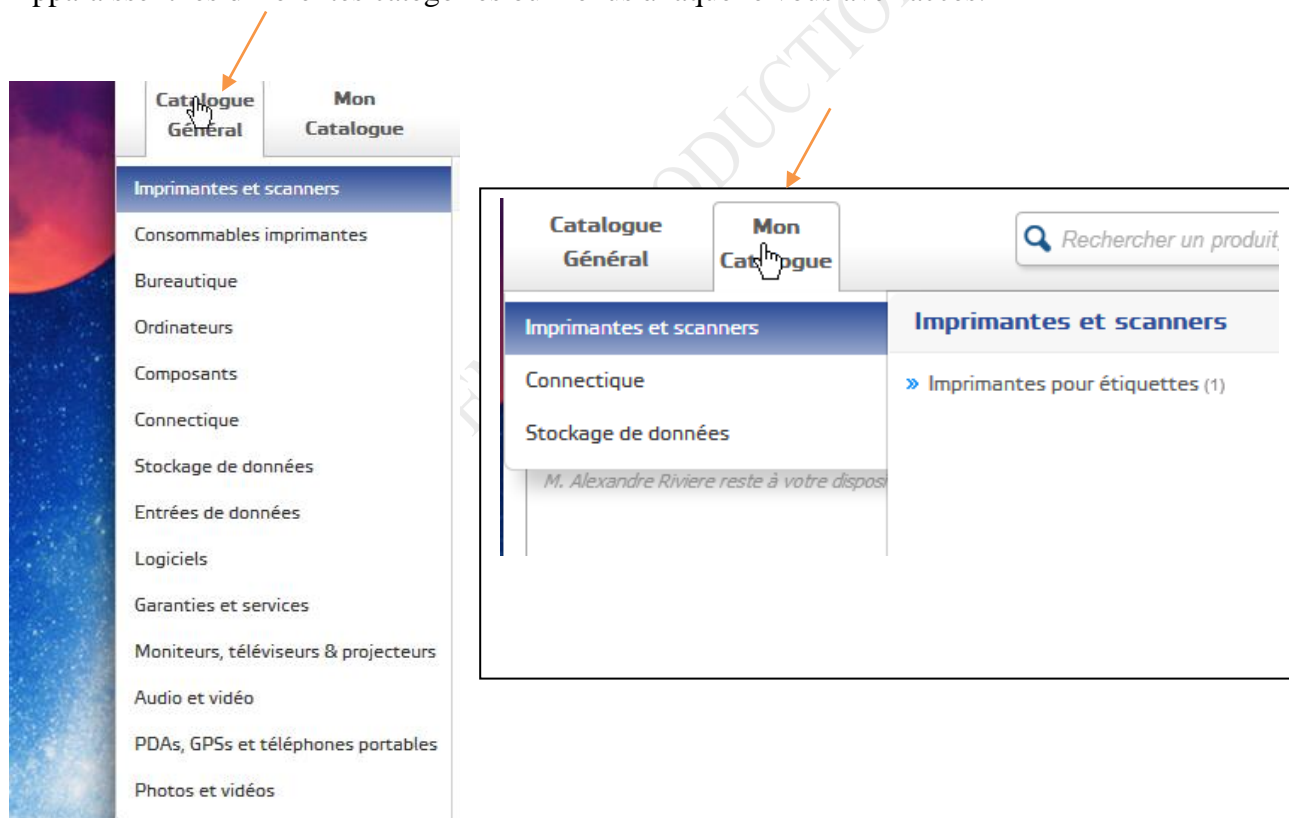 Catalogue
Général
Mon
Catalogue
Imprimantes et scanners
Consommables imprimantes
Bureautique
Ordinateurs
Composants
Connectique
Stockage de données
Entrées de données
Logiciels
Garanties et services
Moniteurs, téléviseurs & projecteurs
Audio et vidéo
PDAs, GPSs et téléphones portables
Photos et vidéos
Catalogue
Général
Mon
Catalogue
Rechercher un produit
Imprimantes et scanners
Connectique
Stockage de données
Imprimantes et scanners
» Imprimantes pour étiquettes (1)
M. Alexandre Riviere reste à votre